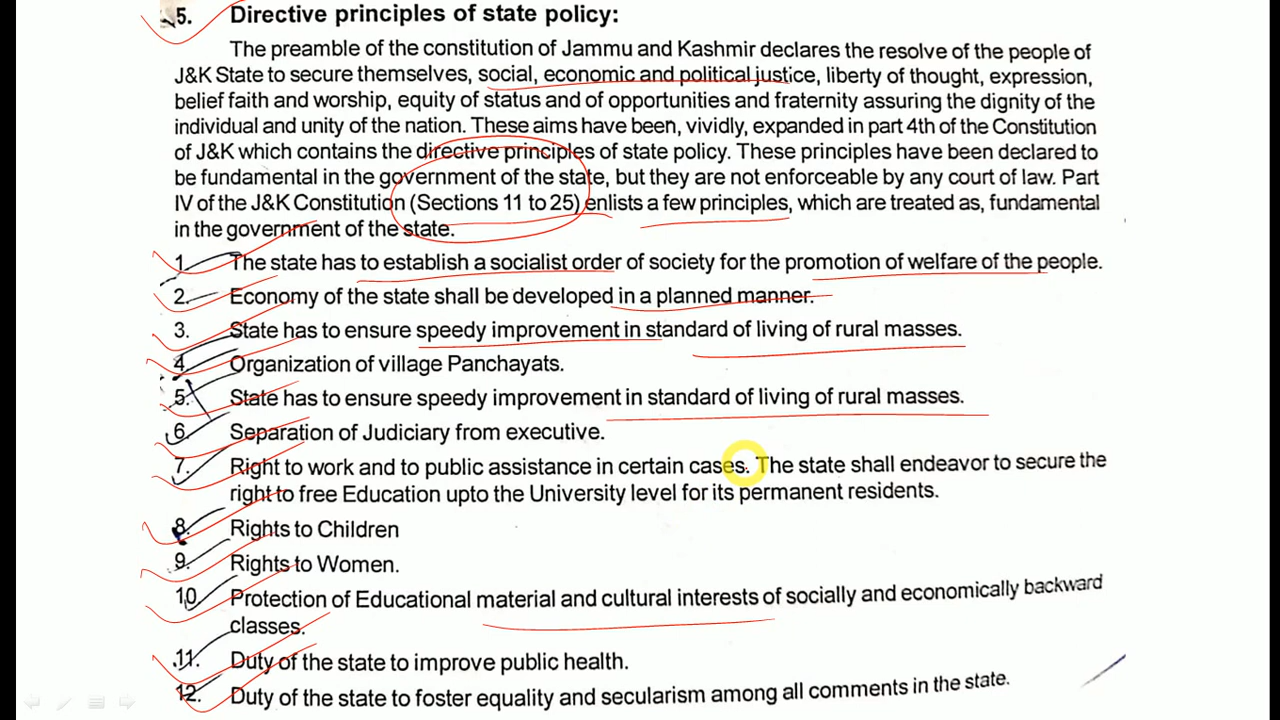 5. Directive principles of state policy:
The preamble of the constitution of Jammu and Kashmir declares the resolve of the people of
J&K State to secure themselves, social, economic and political justice, liberty of thought, expression,
belief faith and worship, equity of status and of opportunities and fraternity assuring the dignity of the
individual and unity of the nation. These aims have been, vividly, expanded in part 4th of the Constitution
of J&K which contains the directive principles of state policy. These principles have been declared to
be fundamental in the government of the state, but they are not enforceable by any court of law. Part
IV of the J&K Constitution (Sections 11 to 25) enlists a few principles, which are treated as, fundamental
in the government of the state.
1. The state has to establish a socialist order of society for the promotion of welfare of the people.
2. Economy of the state shall be developed in a planned manner.
3. State has to ensure speedy improvement in standard of living of rural masses.
4. Organization of village Panchayats.
5. State has to ensure speedy improvement in standard of living of rural masses.
6. Separation of Judiciary from executive.
7. Right to work and to public assistance in certain cases. The state shall endeavor to secure the
right to free Education upto the University level for its permanent residents.
8. Rights to Children
9. Rights to Women.
10 Protection of Educational material and cultural interests of socially and economically backward
classes.
11. Duty of the state to improve public health.
12. Duty of the state to foster equality and secularism among all comments in the state.